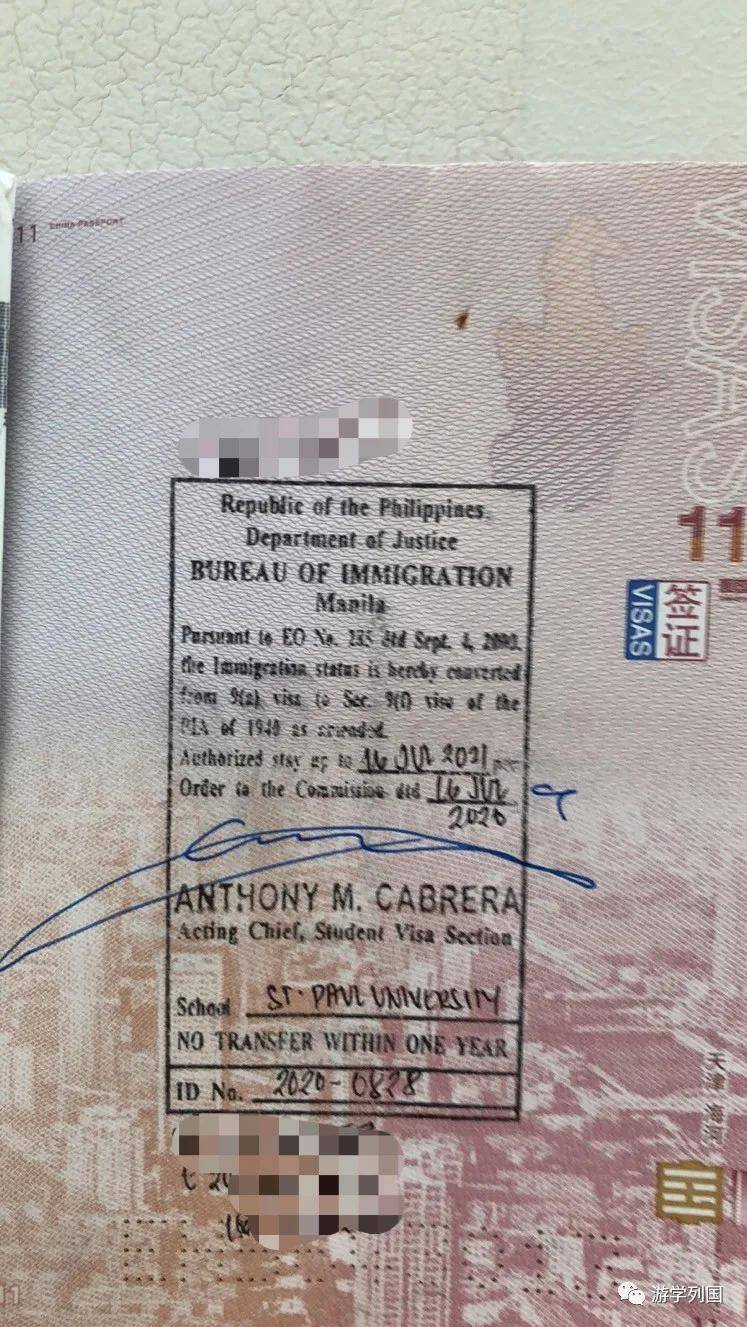 11 CHINA PASSPORT
VISAS
11
签证
VISAS
Republic of the Philippines
Department of Justice
BUREAU OF IMMIGRATION
Manila
Pursuant to EO No. 285 dtd Sept. 4, 2000
the Immigration status is hereby converted
from 9(a) visa to Sec. 9(f) visa of the
PIA of 1940 as amended.
Authorized stay up to 16 JUL 2021 per
Order to the Commission dtd 16 JUL
2020
ANTHONY M. CABRERA
Acting Chief, Student Visa Section
School ST. PAUL UNIVERSITY
NO TRANSFER WITHIN ONE YEAR
ID No. 2020-0828
天津
11
游学列国